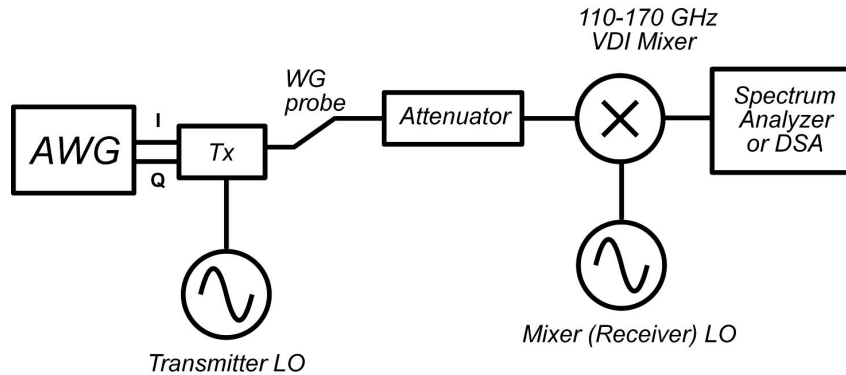 110-170 GHz
VDI Mixer
WG
probe
I
AWG
Tx
Attenuator
Spectrum
Analyzer
or DSA
Q
Mixer (Receiver) LO
Transmitter LO